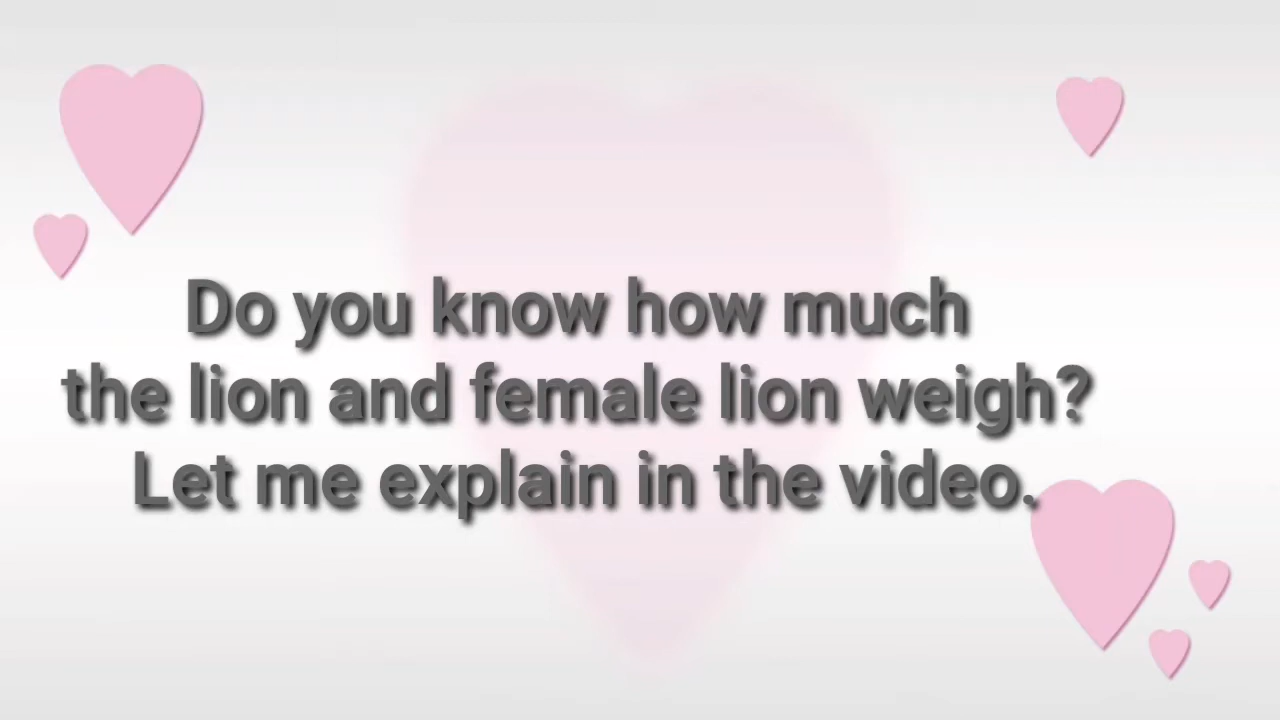 Do you know how much
the lion and female lion weigh?
Let me explain in the video.